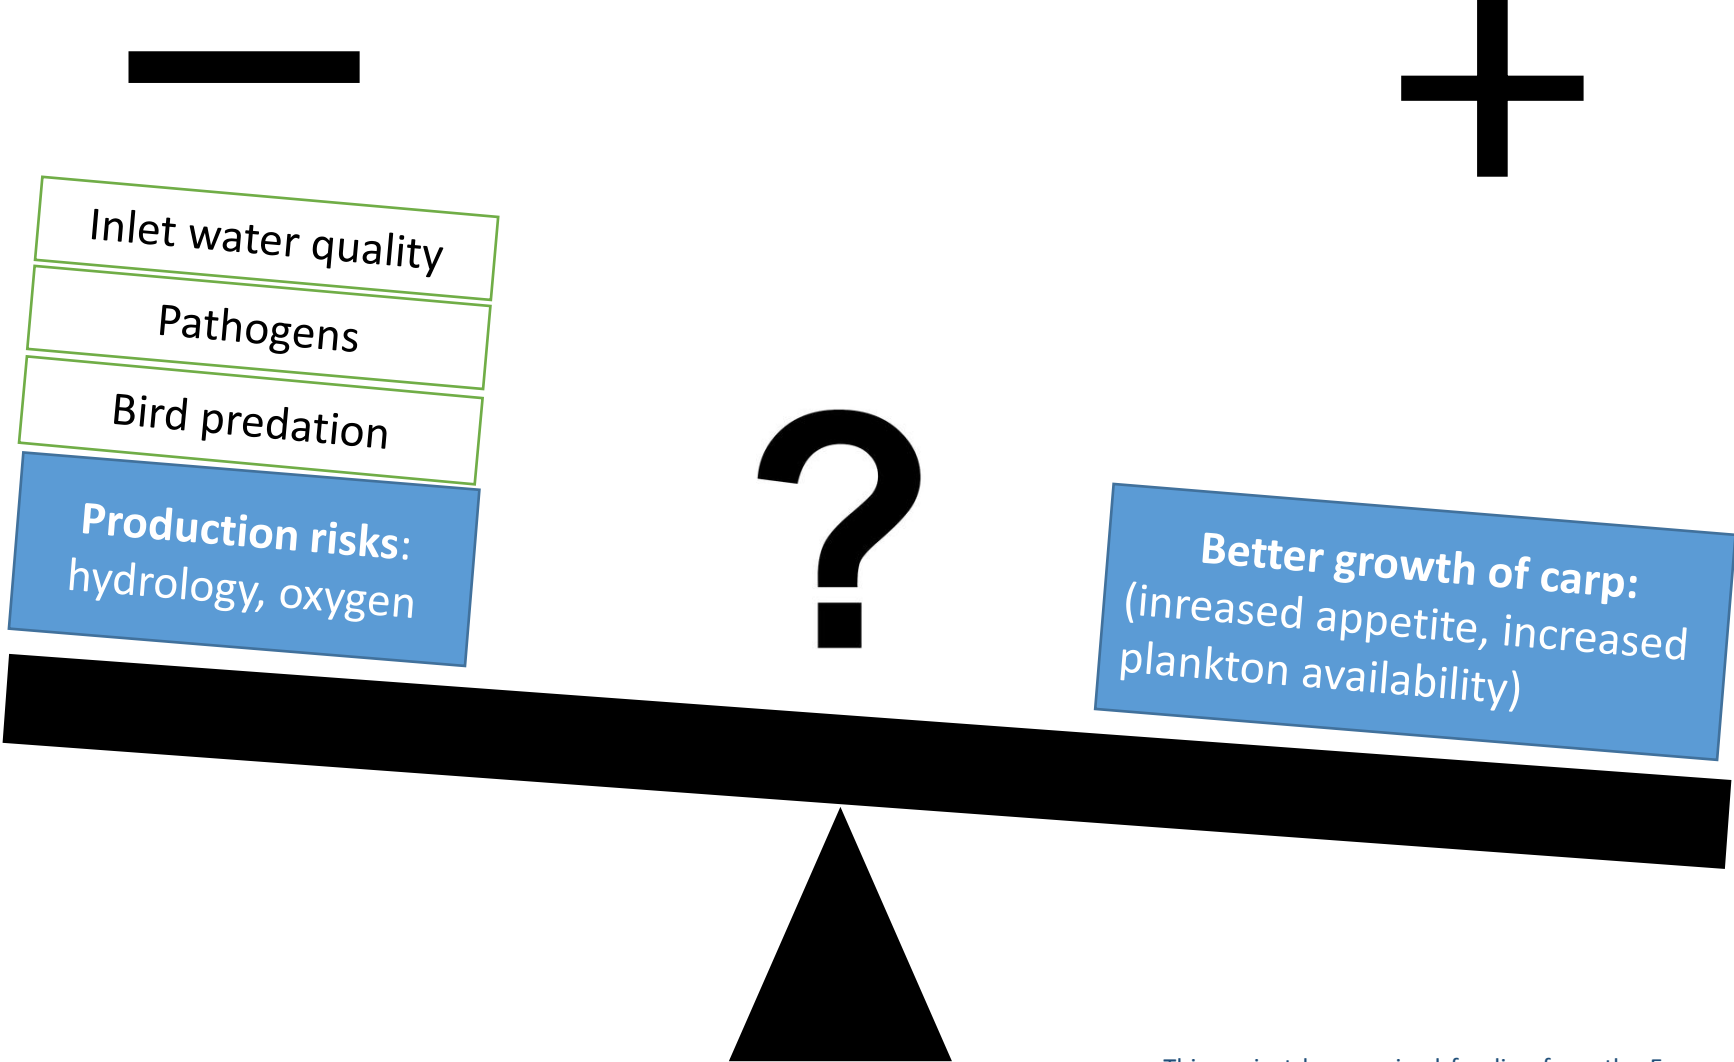 Inlet water quality
Pathogens
Bird predation
Production risks:
hydrology, oxygen
?
Better growth of carp:
(inreased appetite, increased
plankton availability)